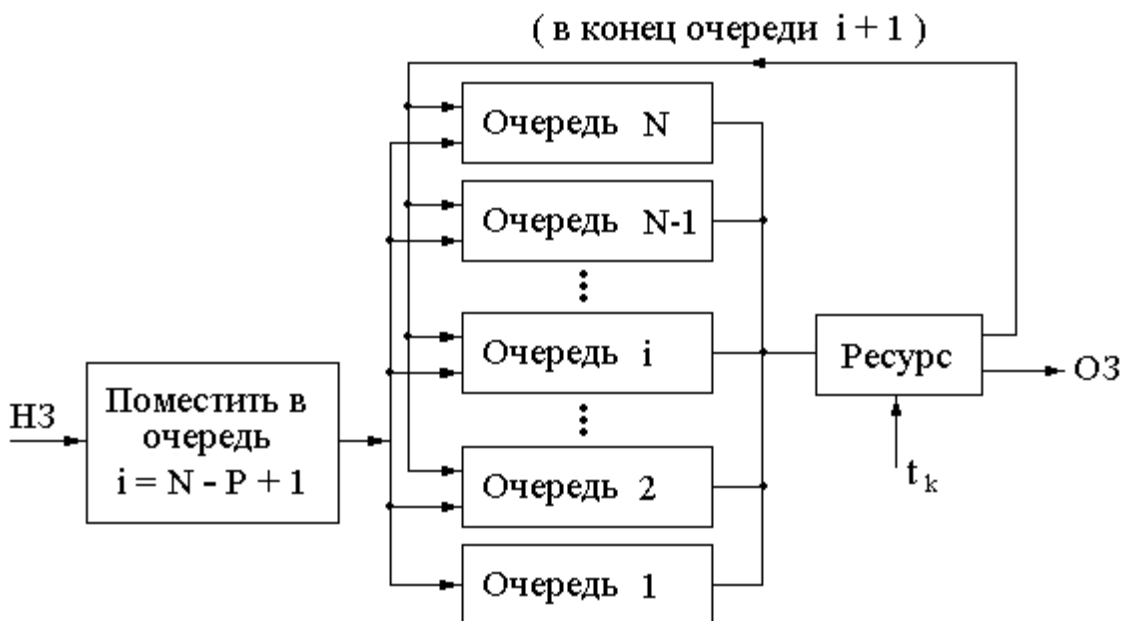 ( в конец очереди i + 1 )
Очередь N
Очередь N-1
Очередь i
Ресурс
ОЗ
НЗ
Поместить в
очередь
i = N - P + 1
Очередь 2
t k
Очередь 1